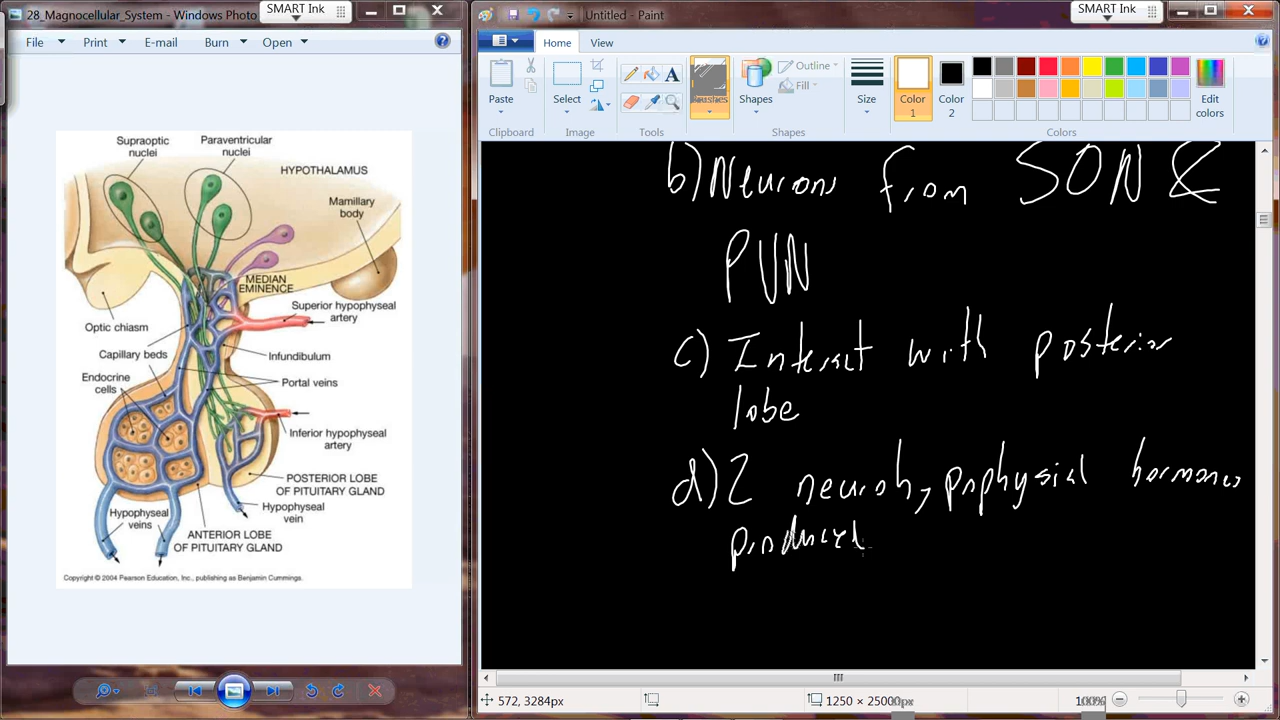 28_Magnocellular_System - Windows Photo
SMART Ink
File Print E-mail Burn Open
Supraoptic
nuclei
Paraventricular
nuclei
HYPOTHALAMUS
Mamillary
body
MEDIAN
EMINENCE
Superior hypophyseal
artery
Optic chiasm
Capillary beds
Infundibulum
Endocrine
cells
Portal veins
Inferior hypophyseal
artery
POSTERIOR LOBE
OF PITUITARY GLAND
Hypophyseal
veins
Hypophyseal
vein
ANTERIOR LOBE
OF PITUITARY GLAND
Copyright © 2004 Pearson Education, Inc., publishing as Benjamin Cummings.
Untitled - Paint
SMART Ink
Home View
Paste
Select
A
Outline
Fill
Brushes
Shapes
Size
Color
1
Color
2
Edit
colors
Clipboard Image Tools Shapes Colors
b) Neurons from SON &
PVN
c) Interact with posterior
lobe
d) 2 neurohypophysial hormones
produced
572, 3284px
1250 × 25000px
100%